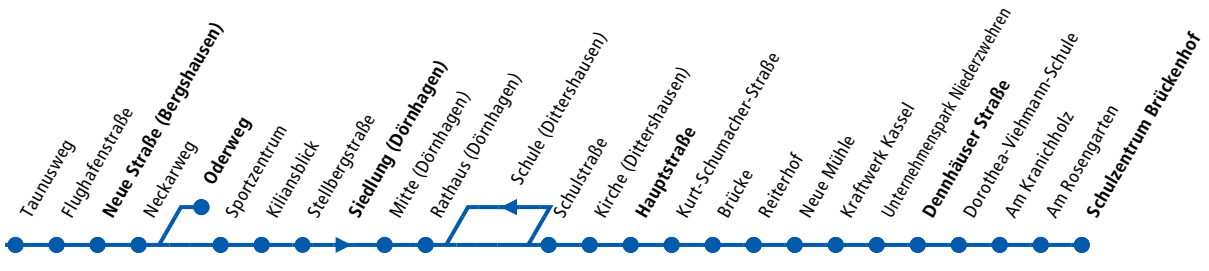 Taunusweg
Flughafenstraße
Neue Straße (Bergshausen)
Neckarweg
Oderweg
Sportzentrum
Kiliansblick
Stellbergstraße
Siedlung (Dörnhagen)
Mitte (Dörnhagen)
Rathaus (Dörnhagen)
Schule (Dittershausen)
Schulstraße
Kirche (Dittershausen)
Hauptstraße
Kurt-Schumacher-Straße
Brücke
Reiterhof
Neue Mühle
Kraftwerk Kassel
Unternehmenspark Niederzwehren
Dennhäuser Straße
Dorothea-Viehmann-Schule
Am Kranichholz
Am Rosengarten
Schulzentrum Brückenhof